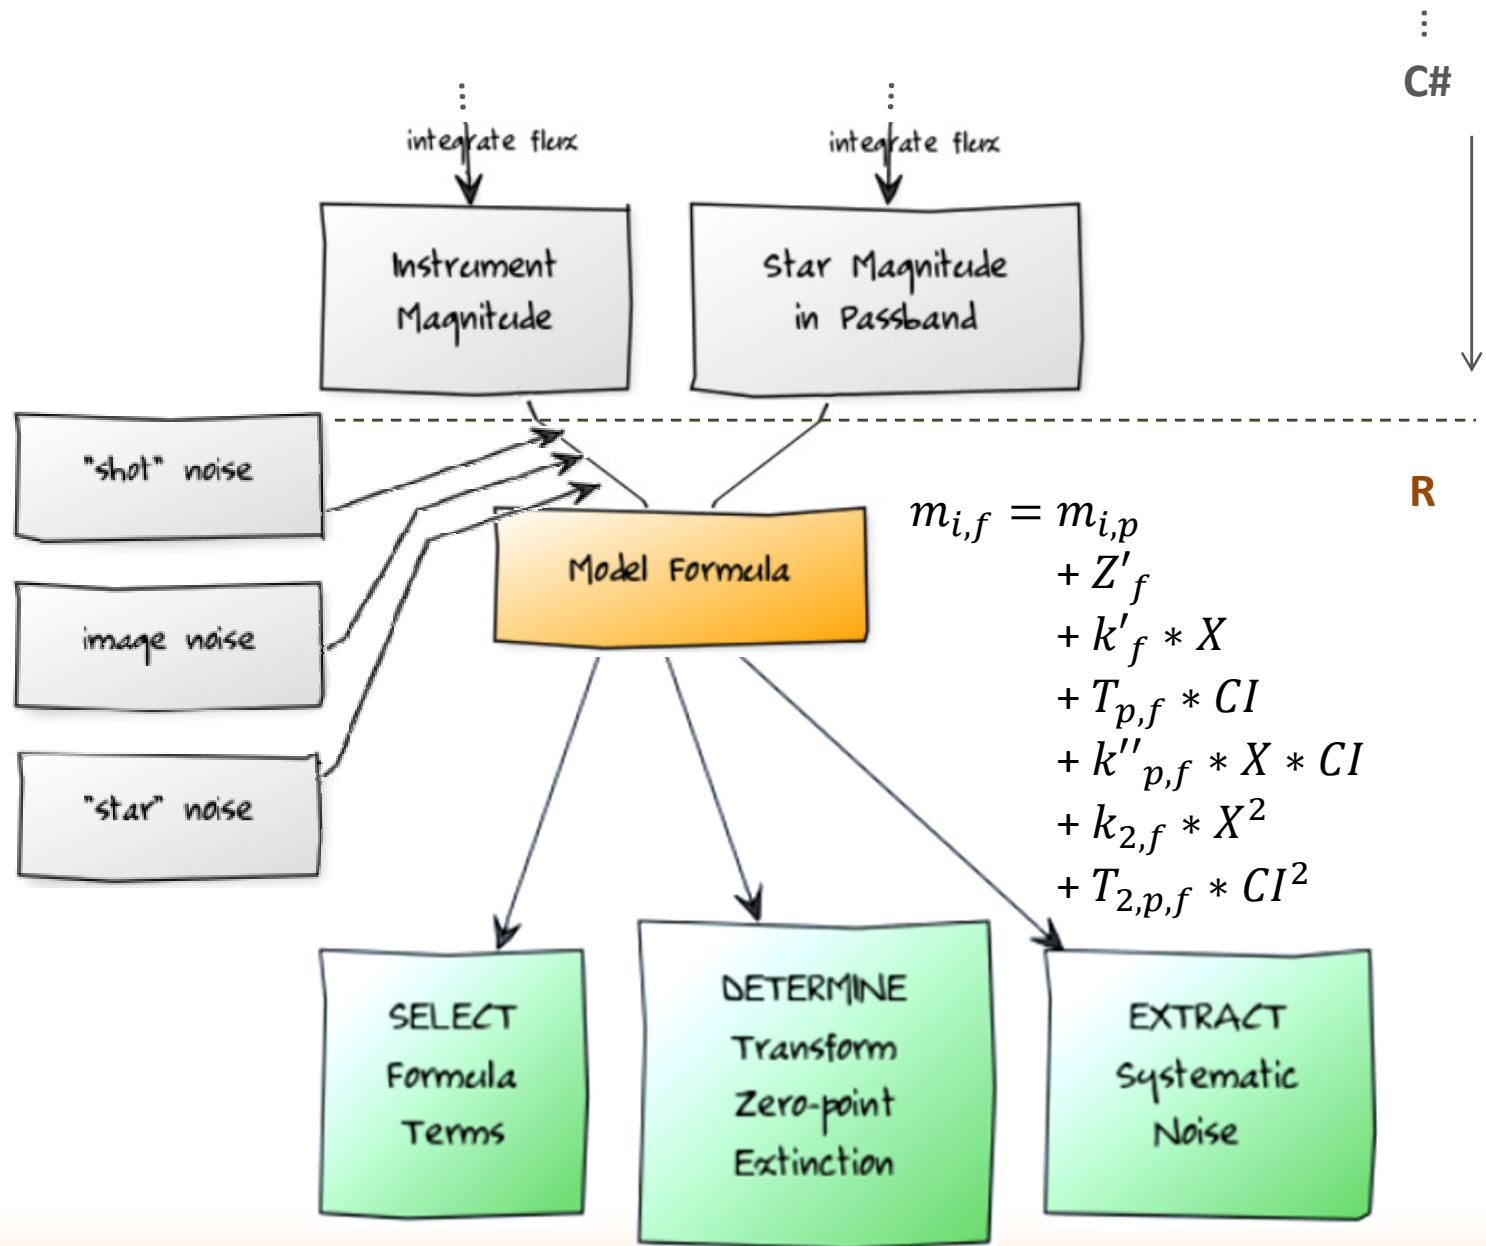 ⋮
C#
⋮
⋮
integrate flux
integrate flux
Instrument
Magnitude
Star Magnitude
in Passband
"shot" noise
image noise
"star" noise
R
Model Formula
m_{i,f} = m_{i,p}
+ Z'_f
+ k'_f * X
+ T_{p,f} * CI
+ k''_{p,f} * X * CI
+ k_{2,f} * X^2
+ T_{2,p,f} * CI^2
SELECT
Formula
Terms
DETERMINE
Transform
Zero-point
Extinction
EXTRACT
Systematic
Noise